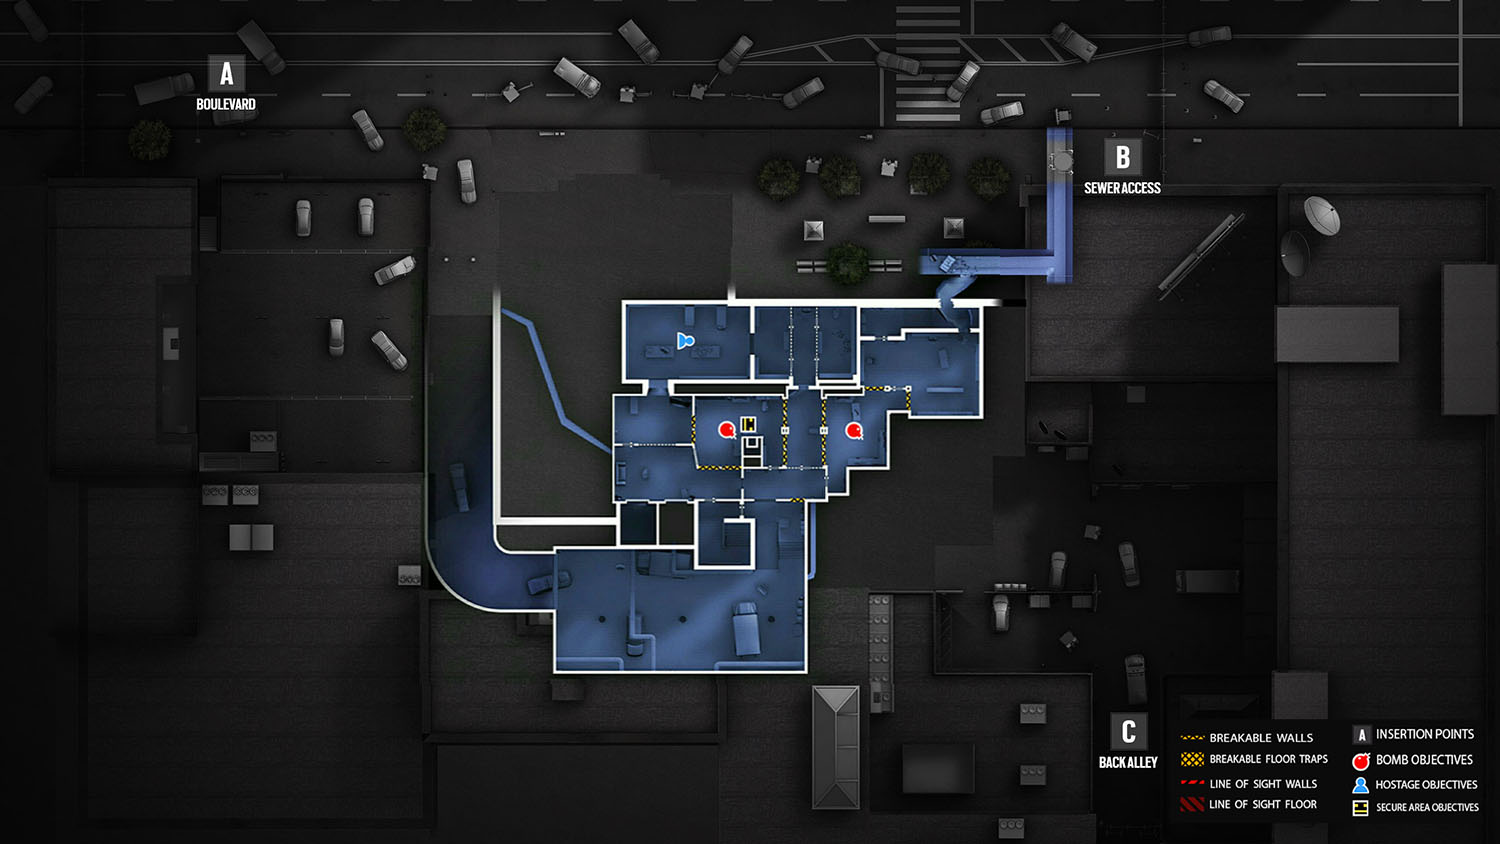 A
BOULEVARD
B
SEWER ACCESS
C
BACK ALLEY
BREAKABLE WALLS
BREAKABLE FLOOR TRAPS
LINE OF SIGHT WALLS
LINE OF SIGHT FLOOR
A INSERTION POINTS
BOMB OBJECTIVES
HOSTAGE OBJECTIVES
SECURE AREA OBJECTIVES